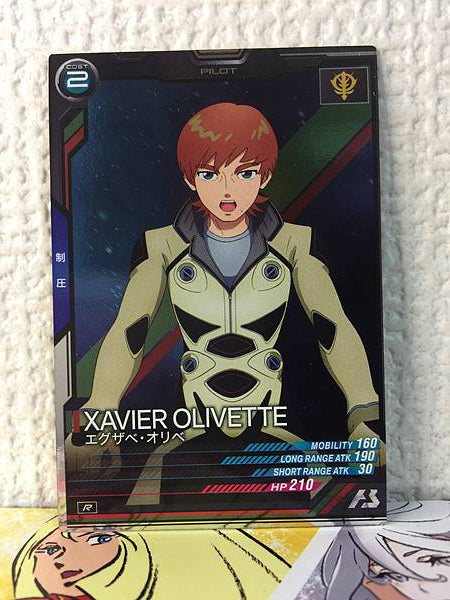 COST
2
PILOT
制圧
XAVIER OLIVETTE
エグザベ・オリベ
MOBILITY 160
LONG RANGE ATK 190
SHORT RANGE ATK 30
HP 210
R
AS